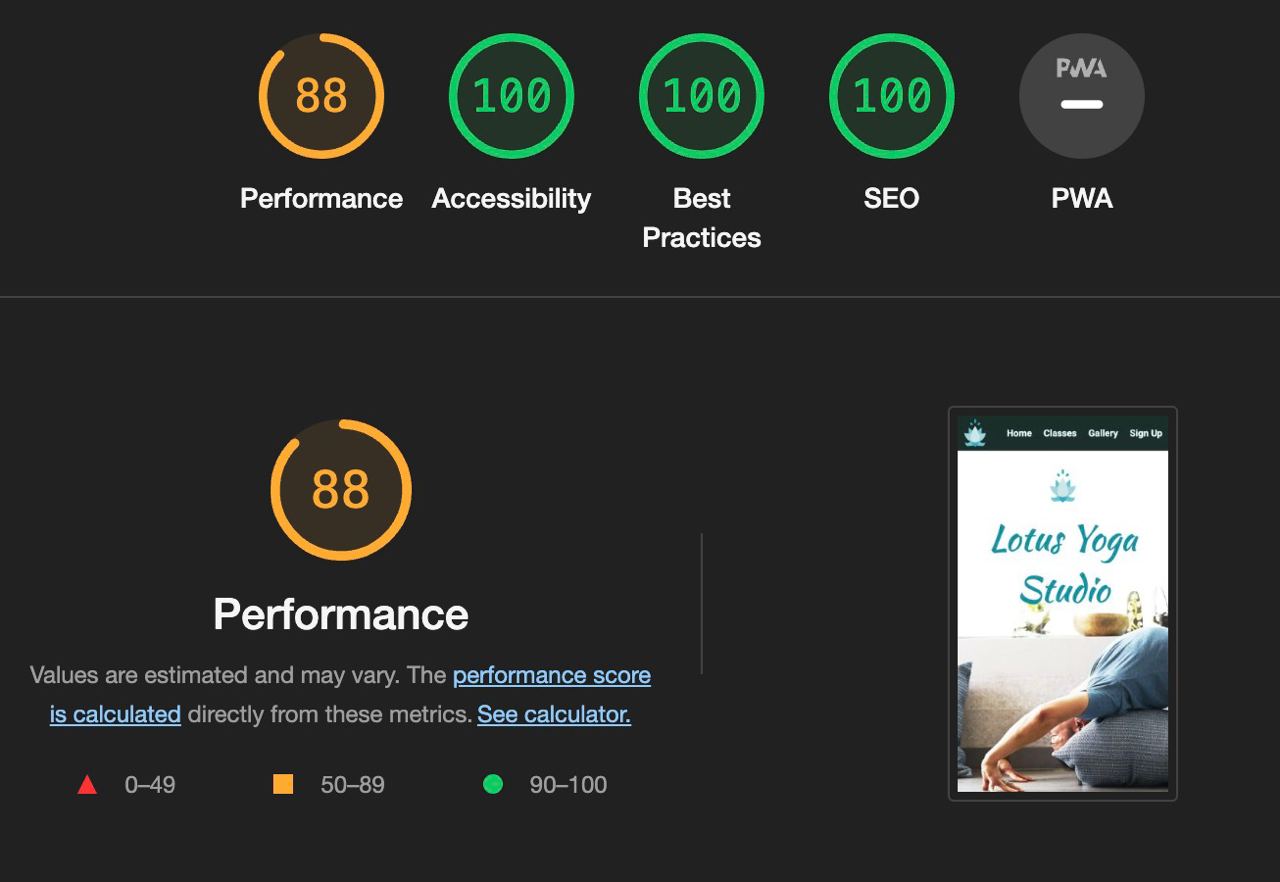 88
100
100
100
PWA
Performance
Accessibility
Best
Practices
SEO
PWA
88
Performance
Values are estimated and may vary. The performance score
is calculated directly from these metrics. See calculator.
0–49
50–89
90–100
Home Classes Gallery Sign Up
Lotus Yoga
Studio